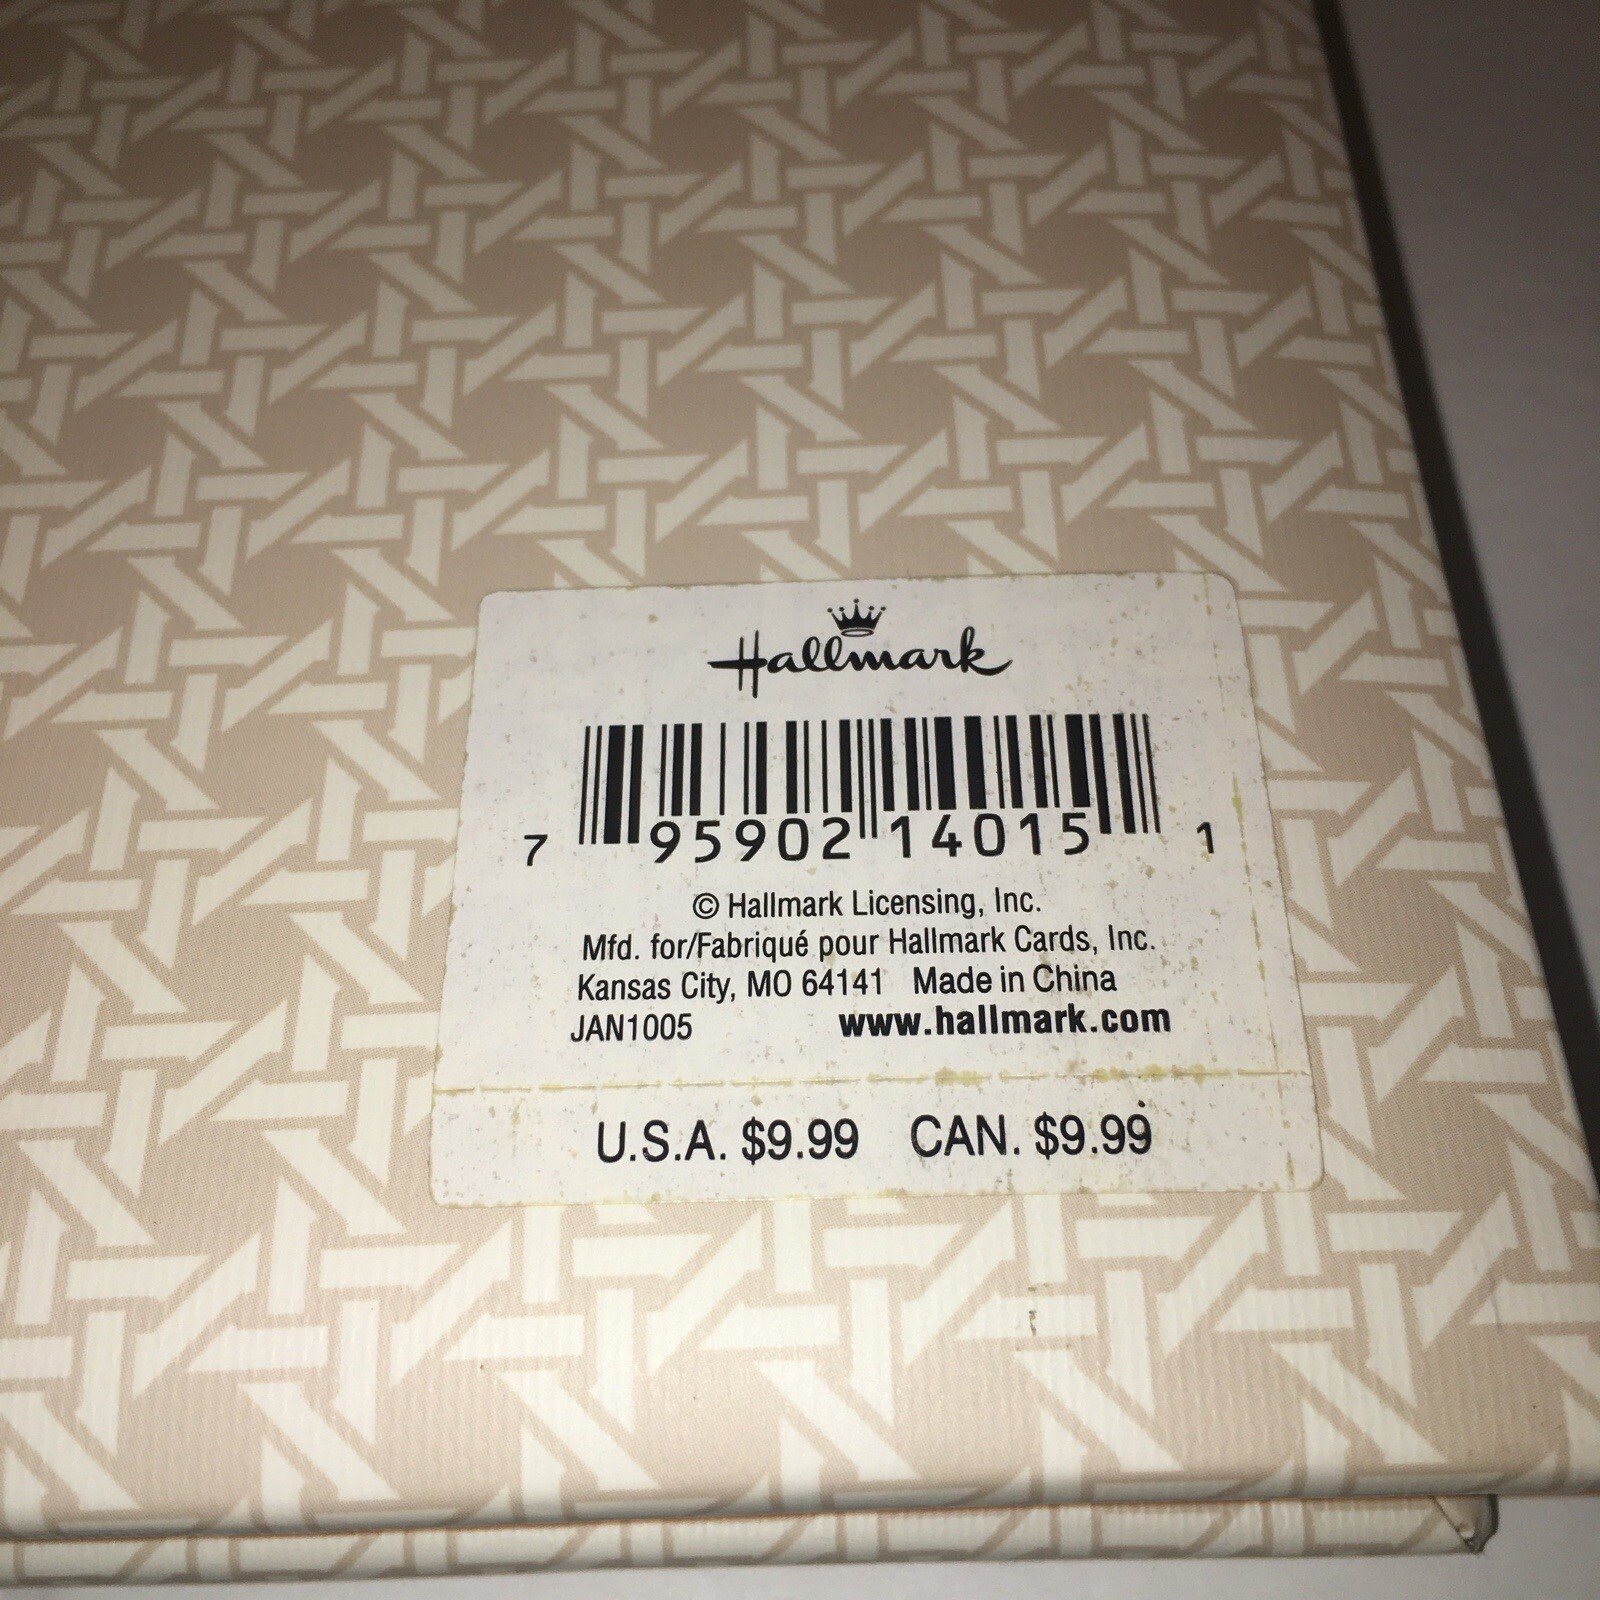 Hallmark
7 95902 14015 1
© Hallmark Licensing, Inc.
Mfd. for/Fabriqué pour Hallmark Cards, Inc.
Kansas City, MO 64141 Made in China
JAN1005 www.hallmark.com
U.S.A. $9.99 CAN. $9.99